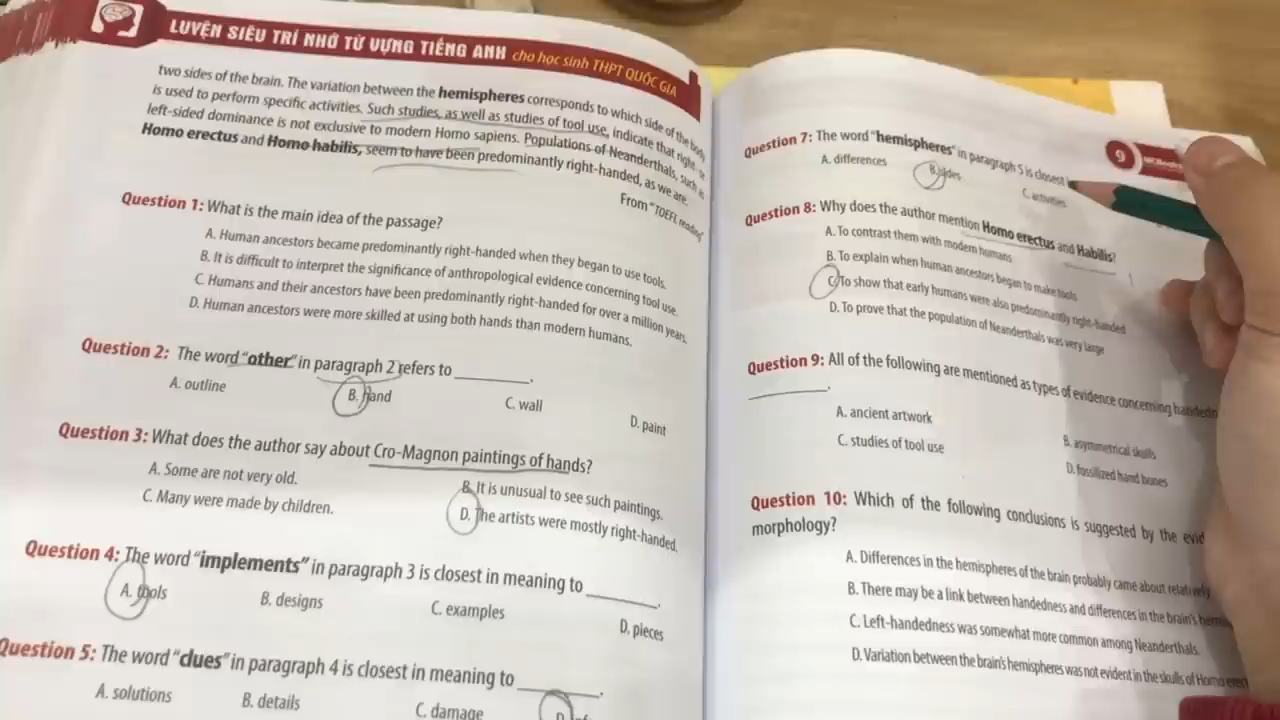 LUYỆN SIÊU TRÍ NHỚ TỪ VỰNG TIẾNG ANH cho học sinh THPT QUỐC GIA
two sides of the brain. The variation between the hemispheres corresponds to which side of the body
is used to perform specific activities. Such studies, as well as studies of tool use, indicate that right- or
left-sided dominance is not exclusive to modern Homo sapiens. Populations of Neanderthals, such as
Homo erectus and Homo habilis, seem to have been predominantly right-handed, as we are.
From "TOEFL reading"
Question 1: What is the main idea of the passage?
A. Human ancestors became predominantly right-handed when they began to use tools.
B. It is difficult to interpret the significance of anthropological evidence concerning tool use.
C. Humans and their ancestors have been predominantly right-handed for over a million years.
D. Human ancestors were more skilled at using both hands than modern humans.
Question 2: The word "other" in paragraph 2 refers to ________.
A. outline B. hand C. wall D. paint
Question 3: What does the author say about Cro-Magnon paintings of hands?
A. Some are not very old. B. It is unusual to see such paintings.
C. Many were made by children. D. The artists were mostly right-handed.
Question 4: The word "implements" in paragraph 3 is closest in meaning to ________.
A. tools B. designs C. examples D. pieces
Question 5: The word "clues" in paragraph 4 is closest in meaning to ________.
A. solutions B. details C. damage D.
9
Question 7: The word "hemispheres" in paragraph 5 is closest
A. differences B. sides C. activities
Question 8: Why does the author mention Homo erectus and Habilis?
A. To contrast them with modern humans
B. To explain when human ancestors began to make tools
C. To show that early humans were also predominantly right-handed
D. To prove that the population of Neanderthals was very large
Question 9: All of the following are mentioned as types of evidence concerning handedn
________.
A. ancient artwork B. asymmetrical skulls
C. studies of tool use D. fossilized hand bones
Question 10: Which of the following conclusions is suggested by the evid
morphology?
A. Differences in the hemispheres of the brain probably came about relatively
B. There may be a link between handedness and differences in the brain's hemi
C. Left-handedness was somewhat more common among Neanderthals.
D. Variation between the brain's hemispheres was not evident in the skulls of Homo erect